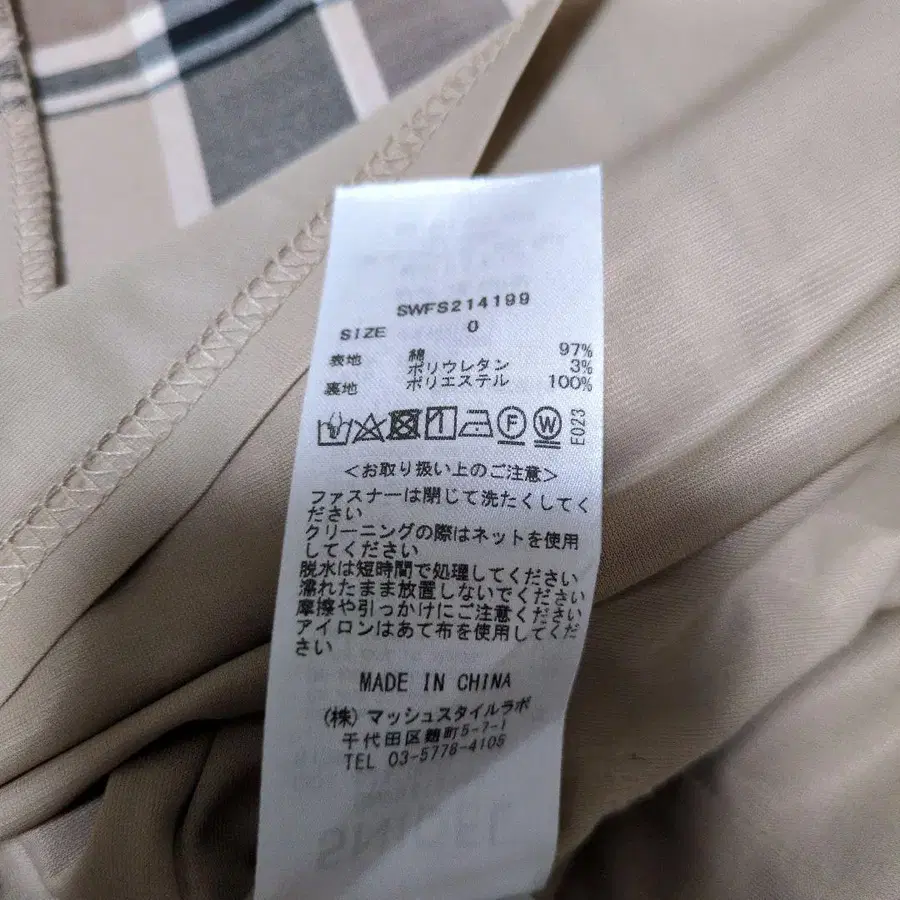 SWFS214199
SIZE 0
表地 綿 97%
ポリウレタン 3%
裏地 ポリエステル 100%
F W E023
<お取り扱い上のご注意>
ファスナーは閉じて洗たくしてく
ださい
クリーニングの際はネットを使用
してください
脱水は短時間で処理してください
濡れたまま放置しないでください
摩擦や引っかけにご注意ください
アイロンはあて布を使用してくだ
さい
MADE IN CHINA
(株)マッシュスタイルラボ
千代田区麹町5-7-1
TEL 03-5778-4105